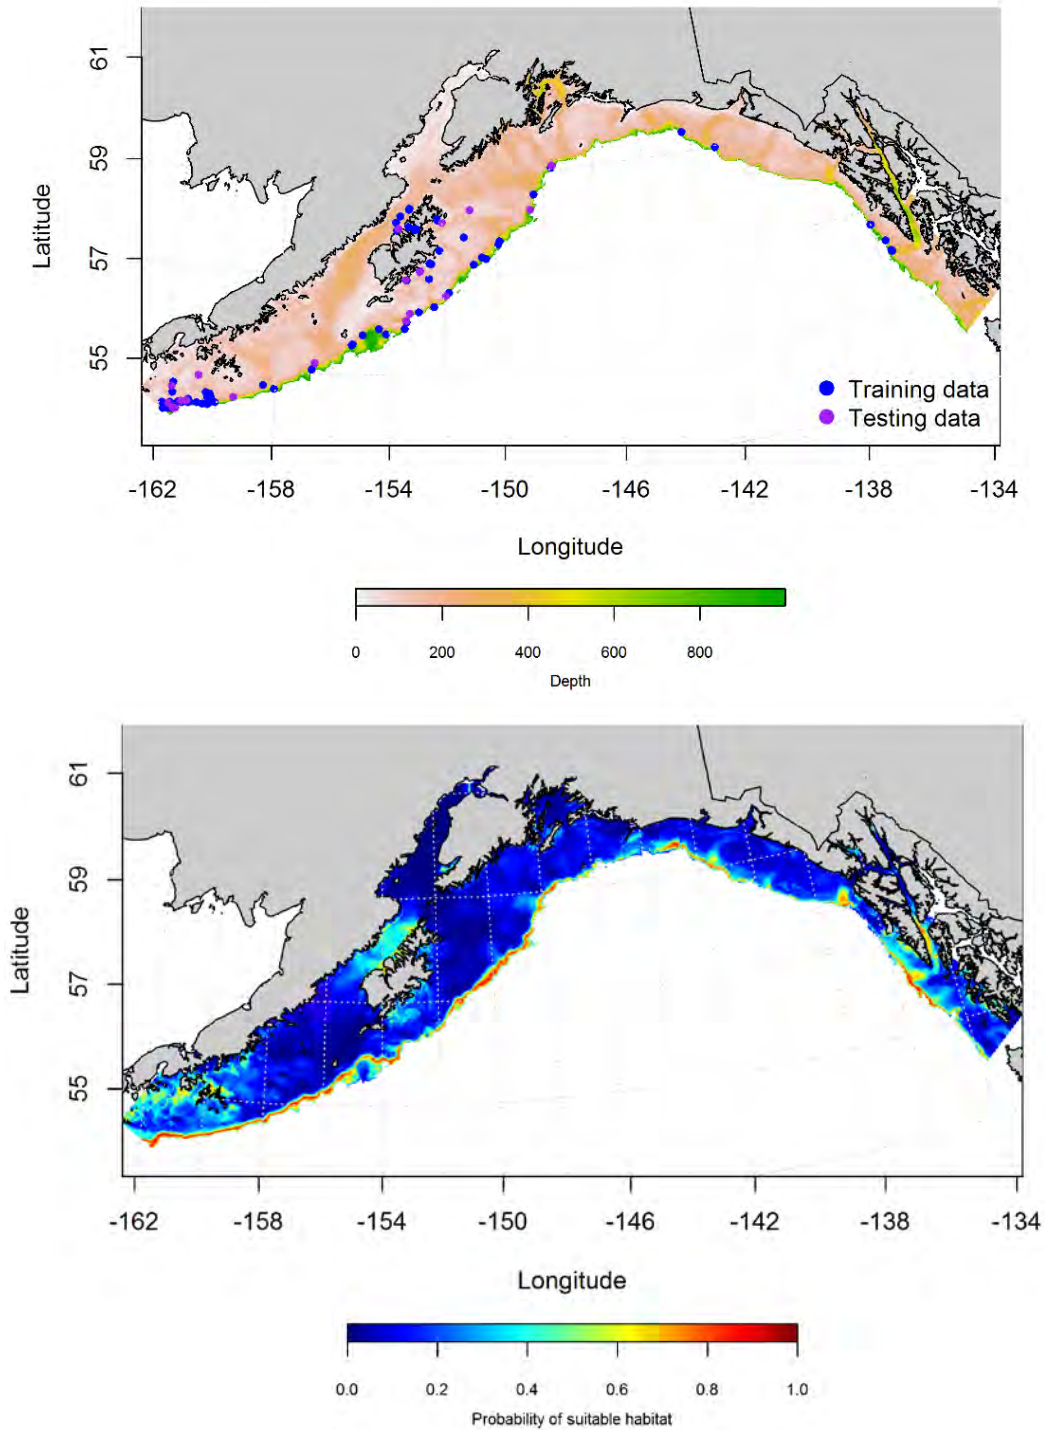 61
59
57
55
Latitude
Training data
Testing data
-162 -158 -154 -150 -146 -142 -138 -134
Longitude
0 200 400 600 800
Depth
61
59
57
55
Latitude
-162 -158 -154 -150 -146 -142 -138 -134
Longitude
0.0 0.2 0.4 0.6 0.8 1.0
Probability of suitable habitat